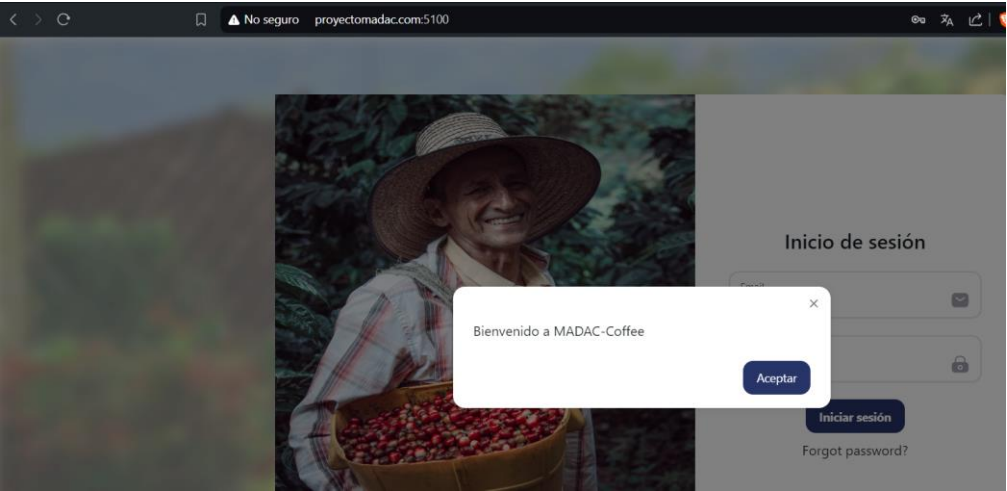 No seguro proyectomadac.com:5100
Inicio de sesión
Email
Bienvenido a MADAC-Coffee
Aceptar
Iniciar sesión
Forgot password?